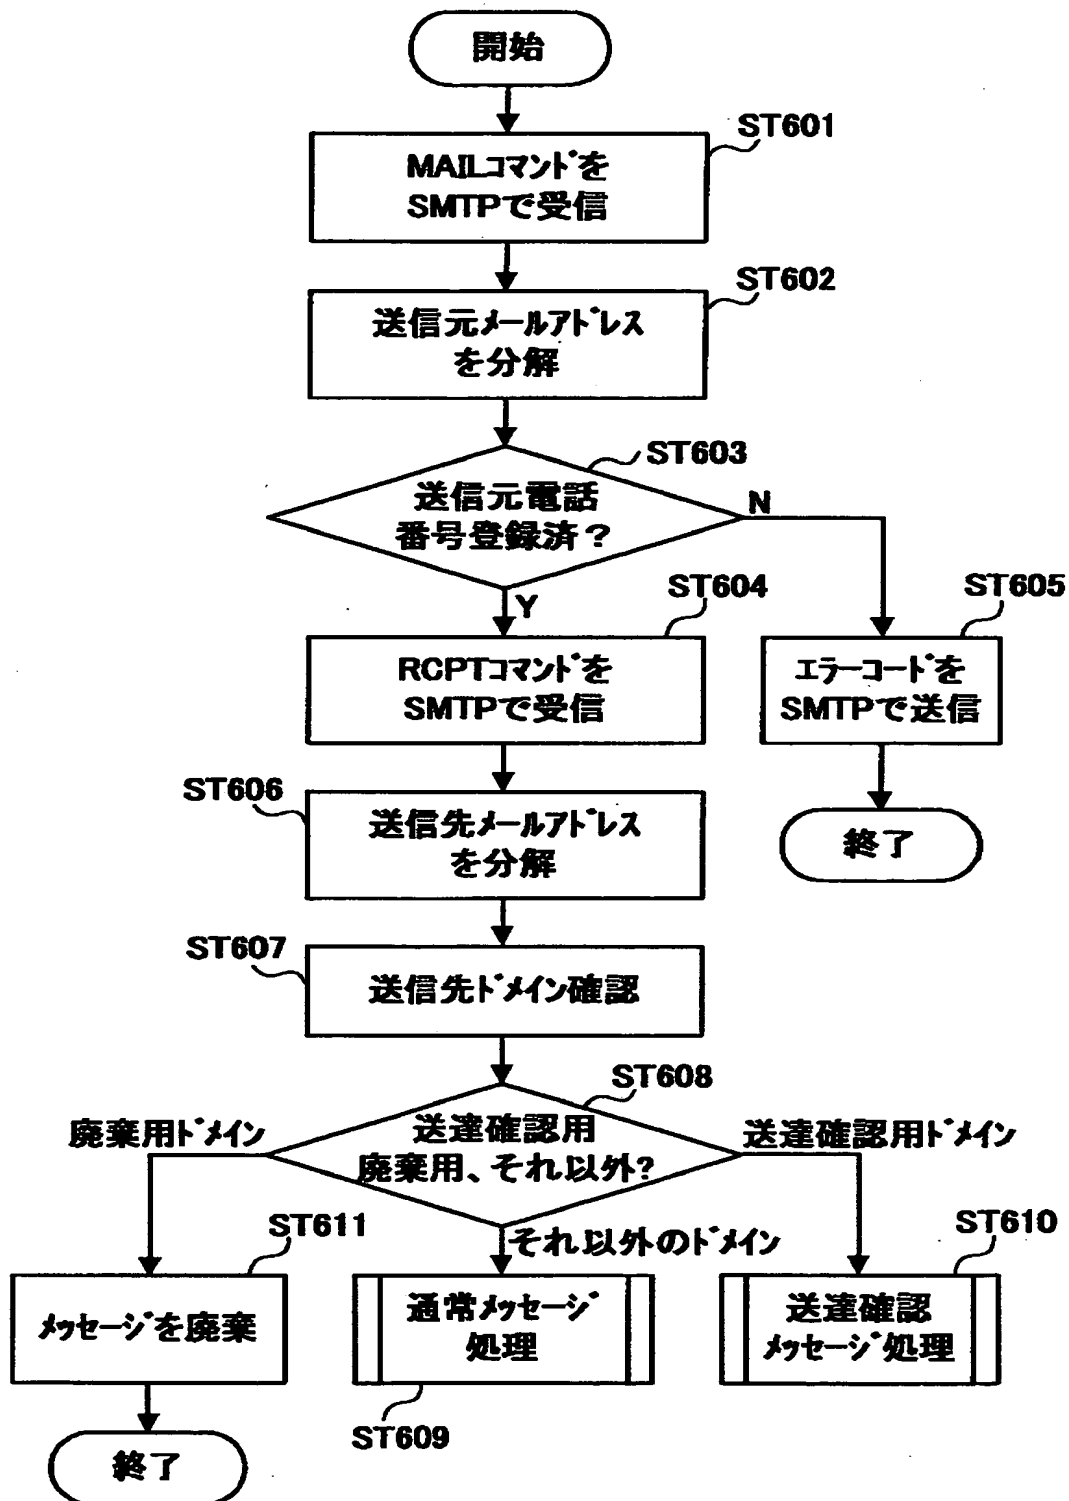 開始
ST601
MAILコマンドを
SMTPで受信
ST602
送信元メールアドレス
を分解
ST603
送信元電話
番号登録済?
N
Y
ST604
RCPTコマンドを
SMTPで受信
ST605
エラーコードを
SMTPで送信
終了
ST606
送信先メールアドレス
を分解
ST607
送信先ドメイン確認
ST608
送達確認用
廃棄用、それ以外?
廃棄用ドメイン
送達確認用ドメイン
それ以外のドメイン
ST611
メッセージを廃棄
終了
通常メッセージ
処理
ST609
ST610
送達確認
メッセージ処理